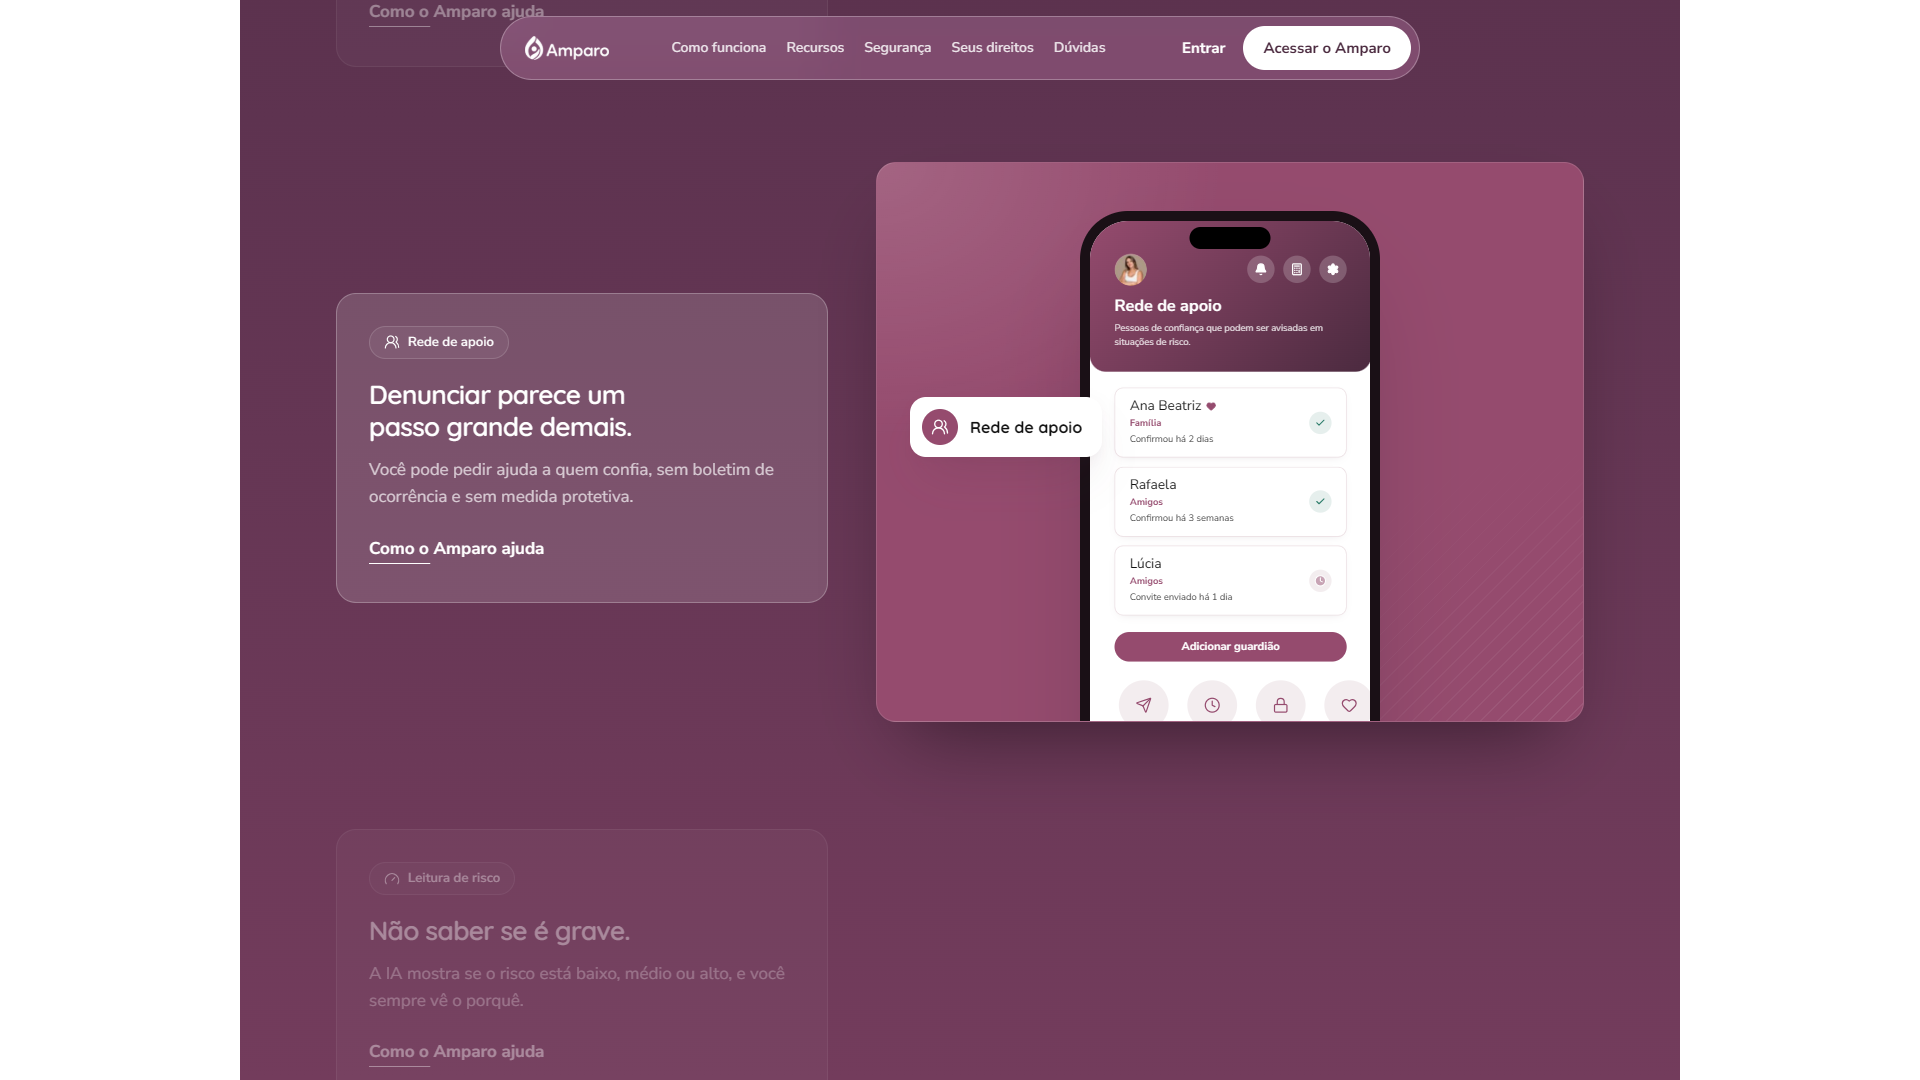 Como o Amparo ajuda
Amparo
Como funciona
Recursos
Segurança
Seus direitos
Dúvidas
Entrar
Acessar o Amparo
Rede de apoio
Denunciar parece um
passo grande demais.
Você pode pedir ajuda a quem confia, sem boletim de
ocorrência e sem medida protetiva.
Como o Amparo ajuda
Rede de apoio
Rede de apoio
Pessoas de confiança que podem ser avisadas em
situações de risco.
Ana Beatriz
Família
Confirmou há 2 dias
Rafaela
Amigos
Confirmou há 3 semanas
Lúcia
Amigos
Convite enviado há 1 dia
Adicionar guardião
Leitura de risco
Não saber se é grave.
A IA mostra se o risco está baixo, médio ou alto, e você
sempre vê o porquê.
Como o Amparo ajuda